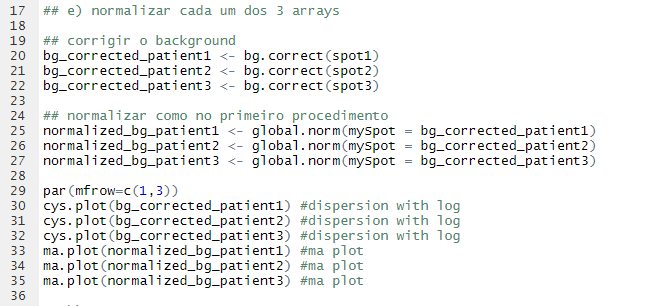 17 ## e) normalizar cada um dos 3 arrays
18
19 ## corrigir o background
20 bg_corrected_patient1 <- bg.correct(spot1)
21 bg_corrected_patient2 <- bg.correct(spot2)
22 bg_corrected_patient3 <- bg.correct(spot3)
23
24 ## normalizar como no primeiro procedimento
25 normalized_bg_patient1 <- global.norm(mySpot = bg_corrected_patient1)
26 normalized_bg_patient2 <- global.norm(mySpot = bg_corrected_patient2)
27 normalized_bg_patient3 <- global.norm(mySpot = bg_corrected_patient3)
28
29 par(mfrow=c(1,3))
30 cys.plot(bg_corrected_patient1) #dispersion with log
31 cys.plot(bg_corrected_patient2) #dispersion with log
32 cys.plot(bg_corrected_patient3) #dispersion with log
33 ma.plot(normalized_bg_patient1) #ma plot
34 ma.plot(normalized_bg_patient2) #ma plot
35 ma.plot(normalized_bg_patient3) #ma plot
36